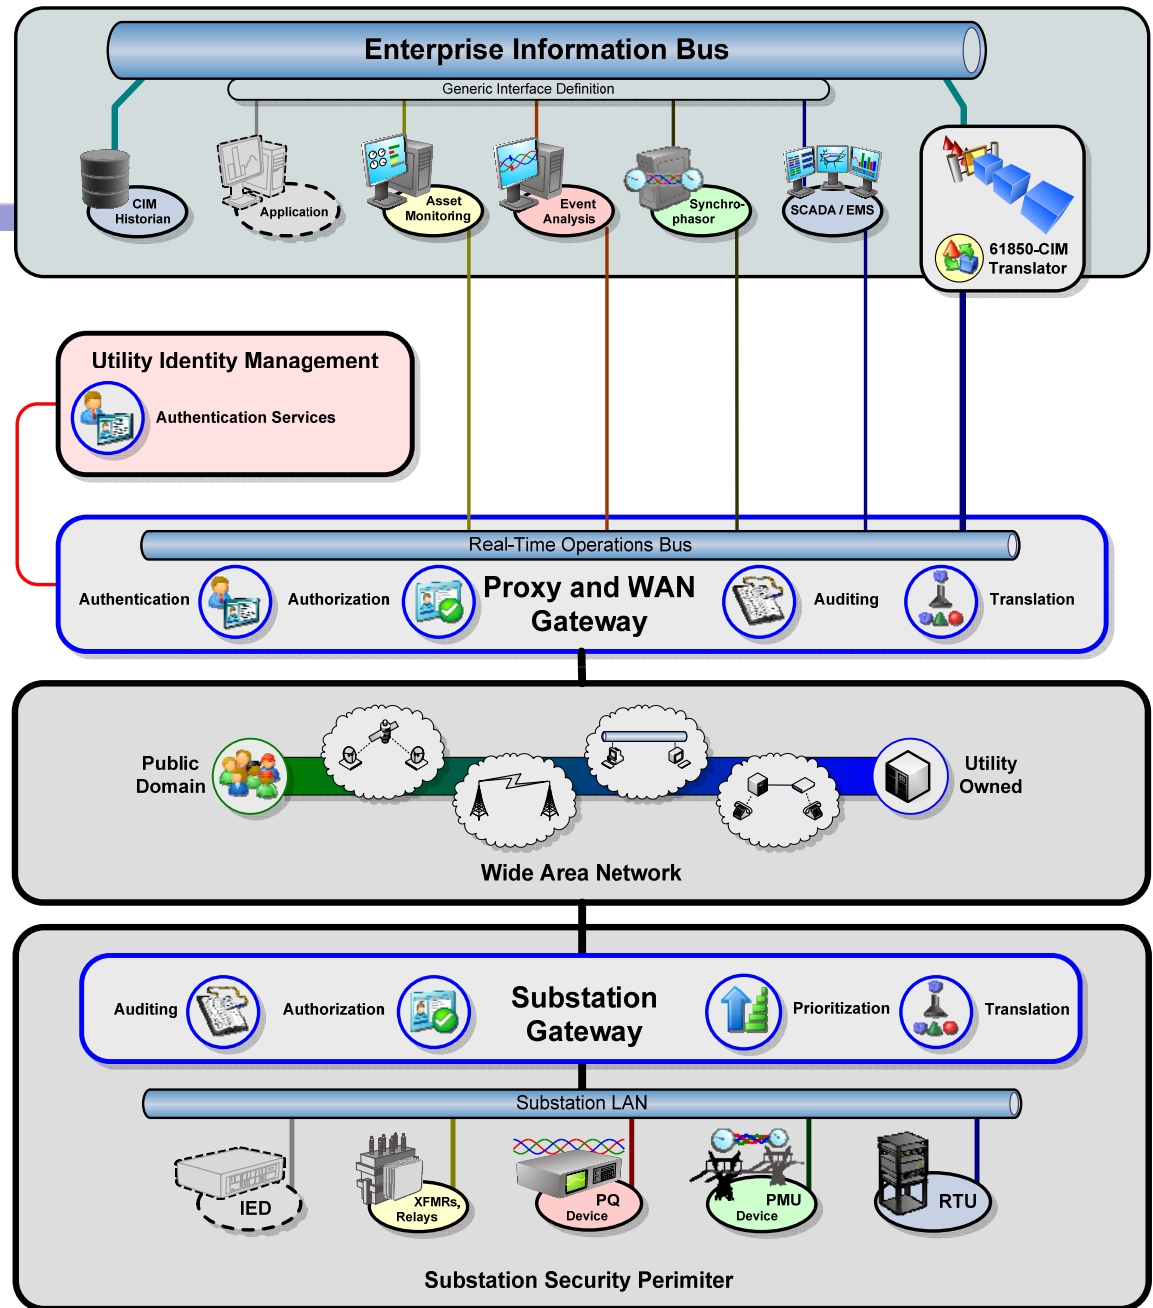 Enterprise Information Bus
Generic Interface Definition
CIM
Historian
Application
Asset
Monitoring
Event
Analysis
Synchro-
phasor
SCADA / EMS
61850-CIM
Translator
Utility Identity Management
Authentication Services
Real-Time Operations Bus
Authentication
Authorization
Proxy and WAN
Gateway
Auditing
Translation
Public
Domain
Utility
Owned
Wide Area Network
Auditing
Authorization
Substation
Gateway
Prioritization
Translation
Substation LAN
IED
XFMRs,
Relays
PQ
Device
PMU
Device
RTU
Substation Security Perimiter